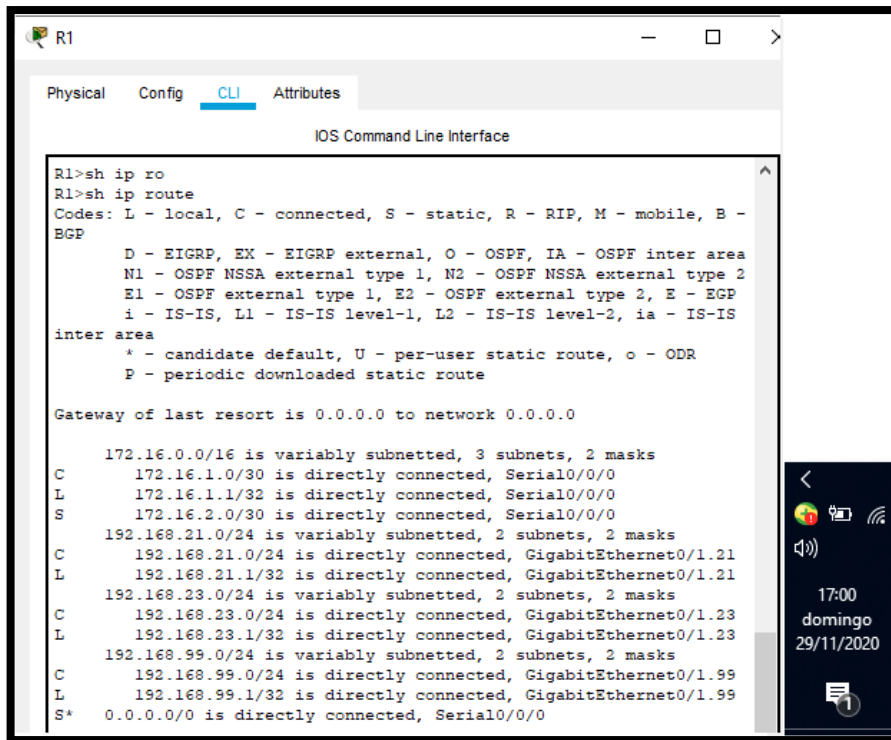 R1
Physical Config CLI Attributes
IOS Command Line Interface
R1>sh ip ro
R1>sh ip route
Codes: L - local, C - connected, S - static, R - RIP, M - mobile, B -
BGP
D - EIGRP, EX - EIGRP external, O - OSPF, IA - OSPF inter area
N1 - OSPF NSSA external type 1, N2 - OSPF NSSA external type 2
E1 - OSPF external type 1, E2 - OSPF external type 2, E - EGP
i - IS-IS, L1 - IS-IS level-1, L2 - IS-IS level-2, ia - IS-IS
inter area
* - candidate default, U - per-user static route, o - ODR
P - periodic downloaded static route
Gateway of last resort is 0.0.0.0 to network 0.0.0.0
172.16.0.0/16 is variably subnetted, 3 subnets, 2 masks
C 172.16.1.0/30 is directly connected, Serial0/0/0
L 172.16.1.1/32 is directly connected, Serial0/0/0
S 172.16.2.0/30 is directly connected, Serial0/0/0
192.168.21.0/24 is variably subnetted, 2 subnets, 2 masks
C 192.168.21.0/24 is directly connected, GigabitEthernet0/1.21
L 192.168.21.1/32 is directly connected, GigabitEthernet0/1.21
192.168.23.0/24 is variably subnetted, 2 subnets, 2 masks
C 192.168.23.0/24 is directly connected, GigabitEthernet0/1.23
L 192.168.23.1/32 is directly connected, GigabitEthernet0/1.23
192.168.99.0/24 is variably subnetted, 2 subnets, 2 masks
C 192.168.99.0/24 is directly connected, GigabitEthernet0/1.99
L 192.168.99.1/32 is directly connected, GigabitEthernet0/1.99
S* 0.0.0.0/0 is directly connected, Serial0/0/0
17:00
domingo
29/11/2020
1